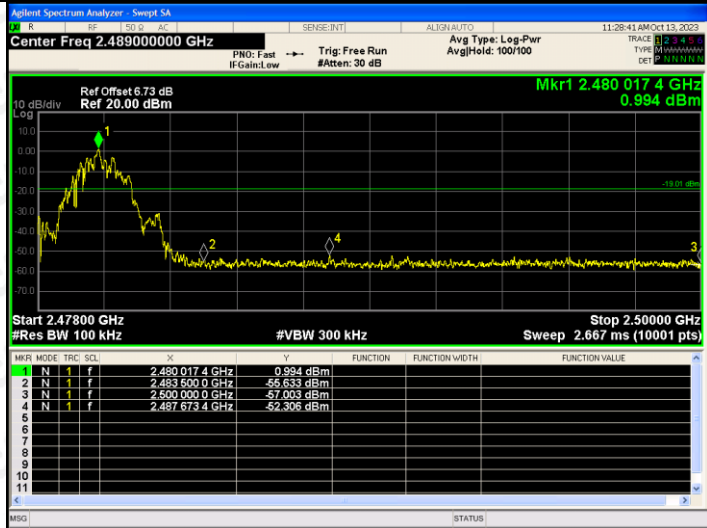 Agilent Spectrum Analyzer - Swept SA
R RF 50 Ω AC SENSE:INT ALIGN AUTO 11:28:41 AM Oct 13, 2023
Center Freq 2.489000000 GHz
PNO: Fast
IFGain:Low
Trig: Free Run
#Atten: 30 dB
Avg Type: Log-Pwr
Avg|Hold: 100/100
TRACE 1 2 3 4 5 6
TYPE M
DET P N N N N N
Ref Offset 6.73 dB
10 dB/div Ref 20.00 dBm
Log
Mkr1 2.480 017 4 GHz
0.994 dBm
10.0
0.00
-10.0
-20.0
-30.0
-40.0
-50.0
-60.0
-70.0
1
-19.01 dBm
2
4
3
Start 2.47800 GHz Stop 2.50000 GHz
#Res BW 100 kHz #VBW 300 kHz Sweep 2.667 ms (10001 pts)
MKR MODE TRC SCL X Y FUNCTION FUNCTION WIDTH FUNCTION VALUE
1 N 1 f 2.480 017 4 GHz 0.994 dBm
2 N 1 f 2.483 500 0 GHz -55.633 dBm
3 N 1 f 2.500 000 0 GHz -57.003 dBm
4 N 1 f 2.487 673 4 GHz -52.306 dBm
5
6
7
8
9
10
11
MSG STATUS